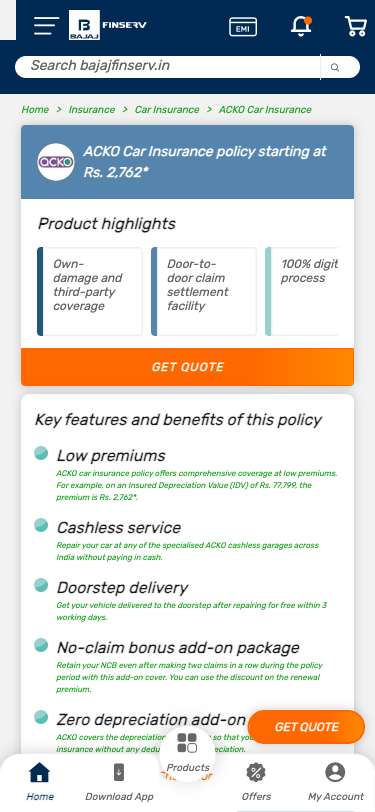 BAJAJ
FINSERV
EMI
Search bajajfinserv.in
Home > Insurance > Car Insurance > ACKO Car Insurance
acko
ACKO Car Insurance policy starting at
Rs. 2,762*
Product highlights
Own-
damage and
third-party
coverage
Door-to-
door claim
settlement
facility
100% digit
process
GET QUOTE
Key features and benefits of this policy
Low premiums
ACKO car insurance policy offers comprehensive coverage at low premiums.
For example, on an Insured Depreciation Value (IDV) of Rs. 77,799, the
premium is Rs. 2,762*.
Cashless service
Repair your car at any of the specialised ACKO cashless garages across
India without paying in cash.
Doorstep delivery
Get your vehicle delivered to the doorstep after repairing for free within 3
working days.
No-claim bonus add-on package
Retain your NCB even after making two claims in a row during the policy
period with this add-on cover. You can use the discount on the renewal
premium.
Zero depreciation add-on
GET QUOTE
ACKO covers the depreciation so that you
insurance without any dedu
Home
Download App
Products
Offers
My Account